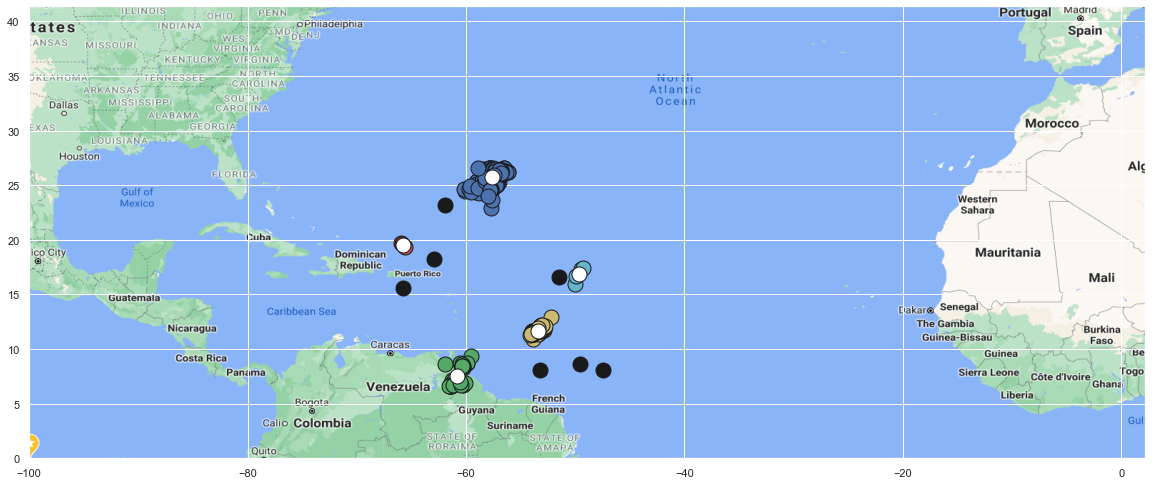 40
35
30
25
20
15
10
5
0
−100
−80
−60
−40
−20
0
tates
ILLINOIS
OHIO
PENN
INDIANA
Philadelphia
MD
DE NJ
ANSAS
MISSOURI
WEST
VIRGINIA
KENTUCKY
VIRGINIA
OKLAHOMA
TENNESSEE
NORTH
CAROLINA
ARKANSAS
Dallas
MISSISSIPPI
SOUTH
CAROLINA
ALABAMA
EXAS
GEORGIA
LOUISIANA
Houston
FLORIDA
Gulf of
Mexico
North
Atlantic
Ocean
Portugal
Madrid
Spain
Morocco
Alg
Western
Sahara
Mauritania
Mali
Cuba
ico City
Dominican
Republic
Puerto Rico
Guatemala
Caribbean Sea
Nicaragua
Caracas
Costa Rica
Panama
Venezuela
Bogota
Guyana
French
Guiana
Cali
Colombia
Suriname
STATE OF
RORAIMA
STATE OF
AMAPA
Quito
Dakar
Senegal
The Gambia
Guinea-Bissau
Burkina
Faso
Guinea
Be
Sierra Leone
Côte d'Ivoire
Togo
Ghana
Liberia
Gulf